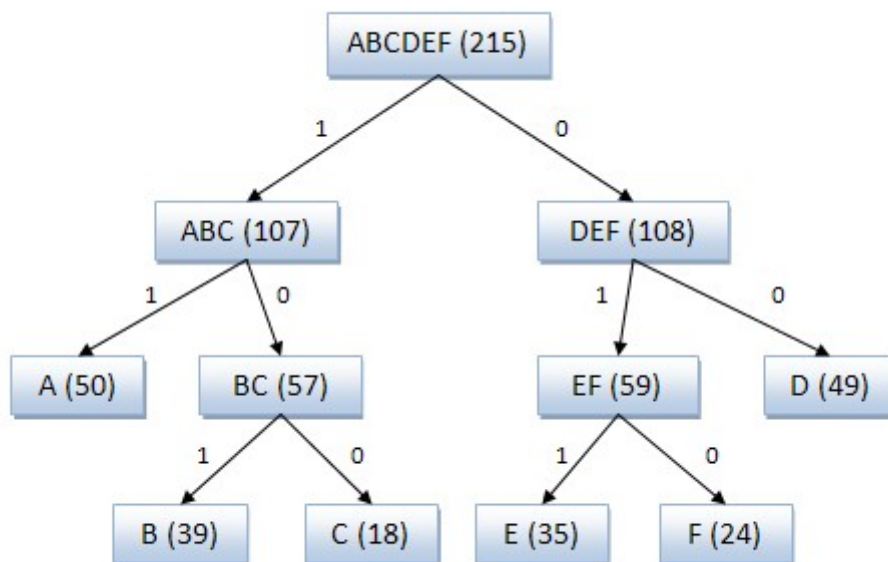 ABCDEF (215)
1 0
ABC (107) DEF (108)
1 0 1 0
A (50) BC (57) EF (59) D (49)
1 0 1 0
B (39) C (18) E (35) F (24)